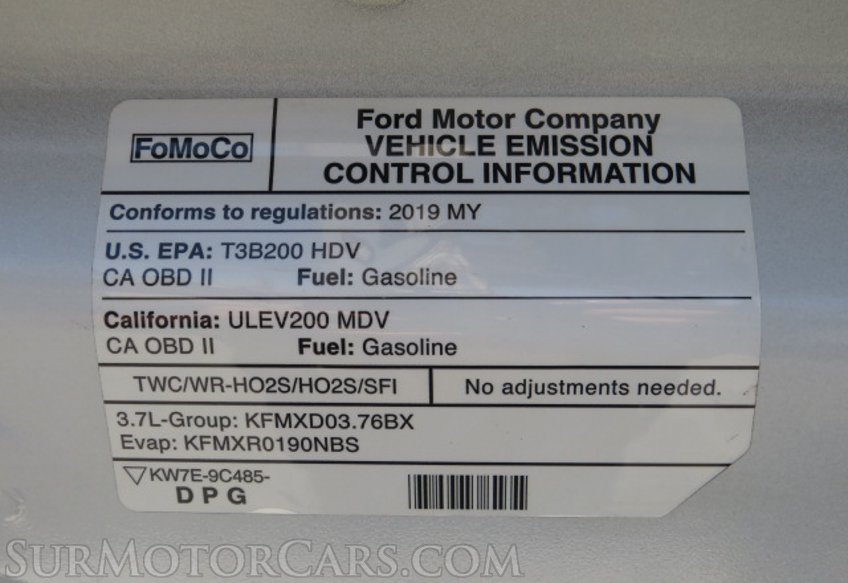 FoMoCo
Ford Motor Company
VEHICLE EMISSION
CONTROL INFORMATION
Conforms to regulations: 2019 MY
U.S. EPA: T3B200 HDV
CA OBD II Fuel: Gasoline
California: ULEV200 MDV
CA OBD II Fuel: Gasoline
TWC/WR-HO2S/HO2S/SFI No adjustments needed.
3.7L-Group: KFMXD03.76BX
Evap: KFMXR0190NBS
KW7E-9C485-
D P G
SurMotorCars.com